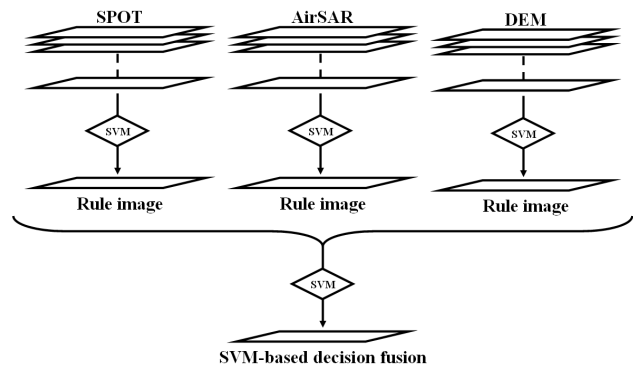 SPOT AirSAR DEM
SVM SVM SVM
Rule image Rule image Rule image
SVM
SVM-based decision fusion